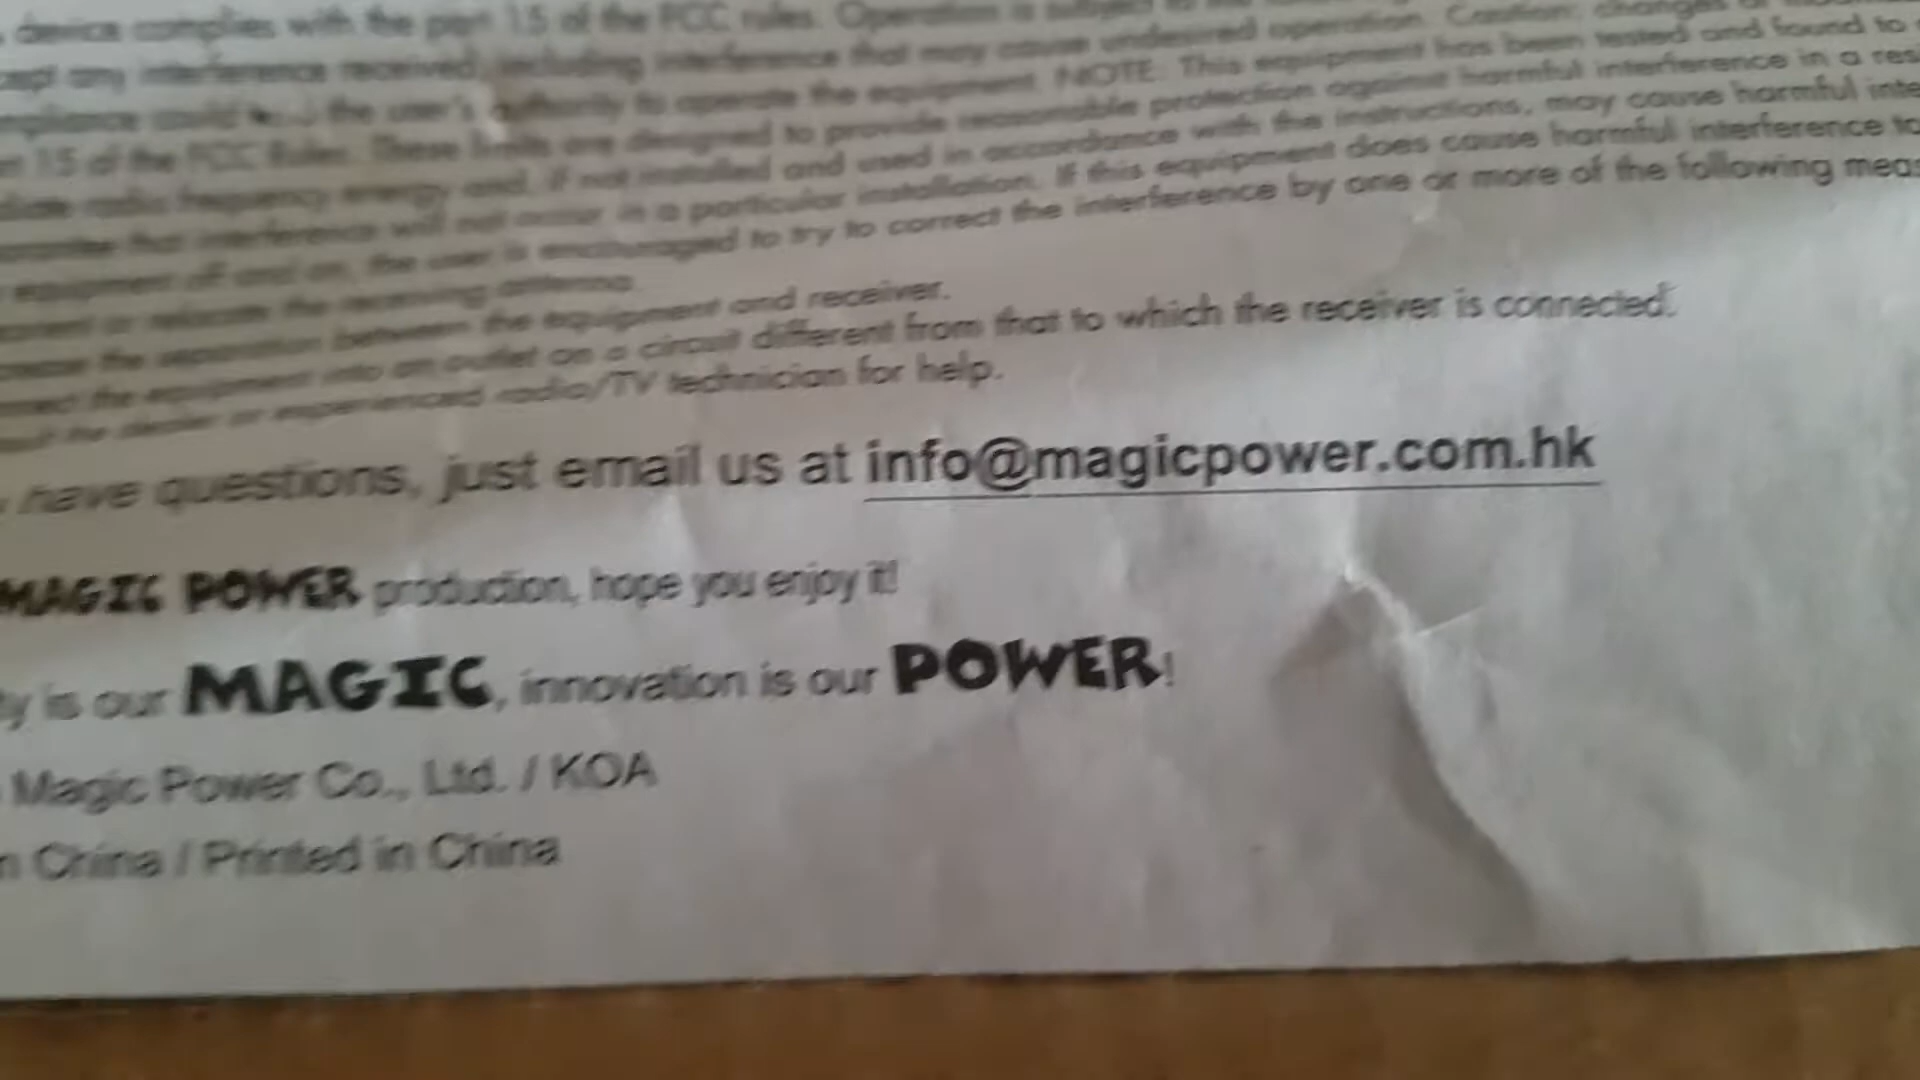 device complies with the part 15 of the FCC rules. Operation is subject to
any interference received, including interference that may cause undesired operation. Caution: changes
the user's authority to operate the equipment. NOTE: This equipment has been tested and found to
15 of the FCC Rules. These limits are designed to provide reasonable protection against harmful interference in a
radio frequency energy and, if not installed and used in accordance with the instructions, may cause harmful
that interference will not occur in a particular installation. If this equipment does cause harmful interference to
equipment off and on, the user is encouraged to try to correct the interference by one or more of the following
or relocate the receiving antenna.
the separation between the equipment and receiver.
the equipment into an outlet on a circuit different from that to which the receiver is connected.
the dealer or experienced radio/TV technician for help.
have questions, just email us at info@magicpower.com.hk
MAGIC POWER production, hope you enjoy it!
ty is our MAGIC, innovation is our POWER!
Magic Power Co., Ltd. / KOA
n China / Printed in China